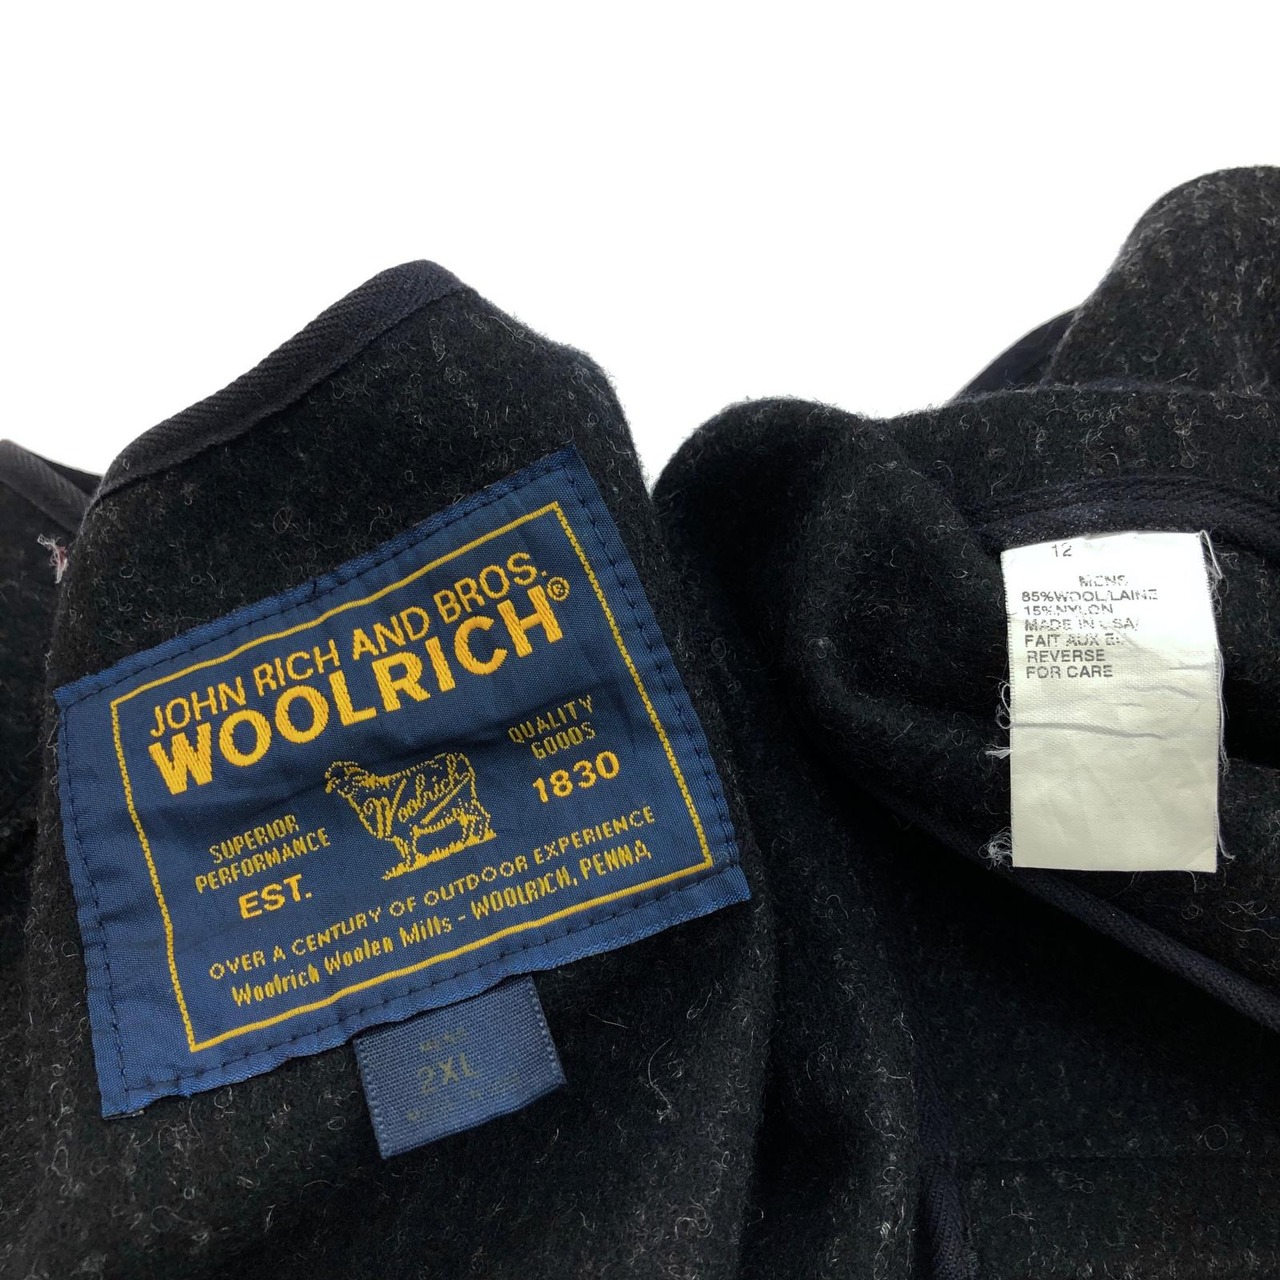 JOHN RICH AND BROS.
WOOLRICH®
Woolrich
SUPERIOR
PERFORMANCE
EST.
QUALITY
GOODS
1830
OVER A CENTURY OF OUTDOOR EXPERIENCE
Woolrich Woolen Mills - WOOLRICH, PENNA
2XL
12
MENS
85%WOOL/LAINE
15%NYLON
MADE IN USA/
FAIT AUX E.
REVERSE
FOR CARE